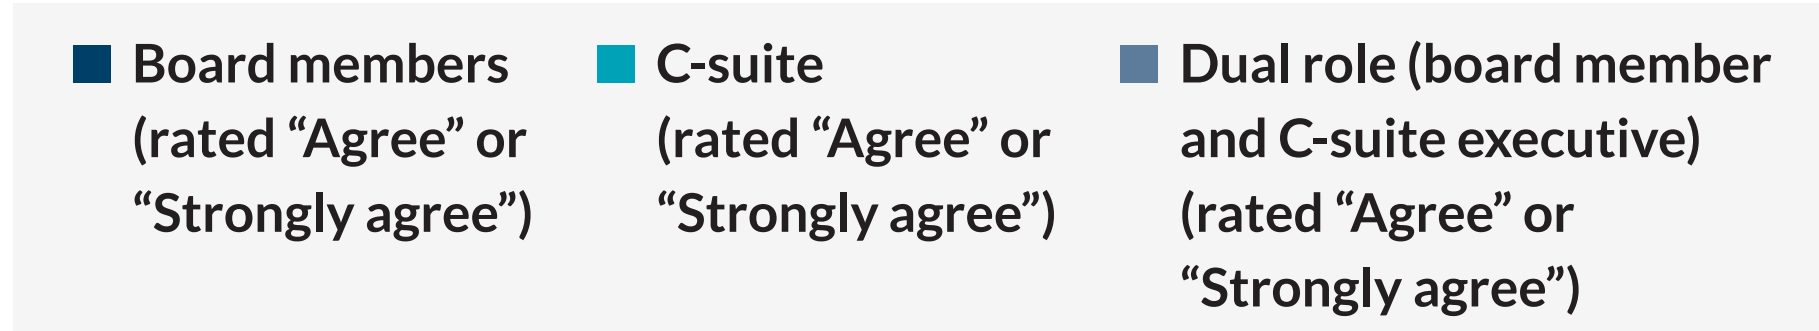 Board members
(rated “Agree” or
“Strongly agree”)
C-suite
(rated “Agree” or
“Strongly agree”)
Dual role (board member
and C-suite executive)
(rated “Agree” or
“Strongly agree”)